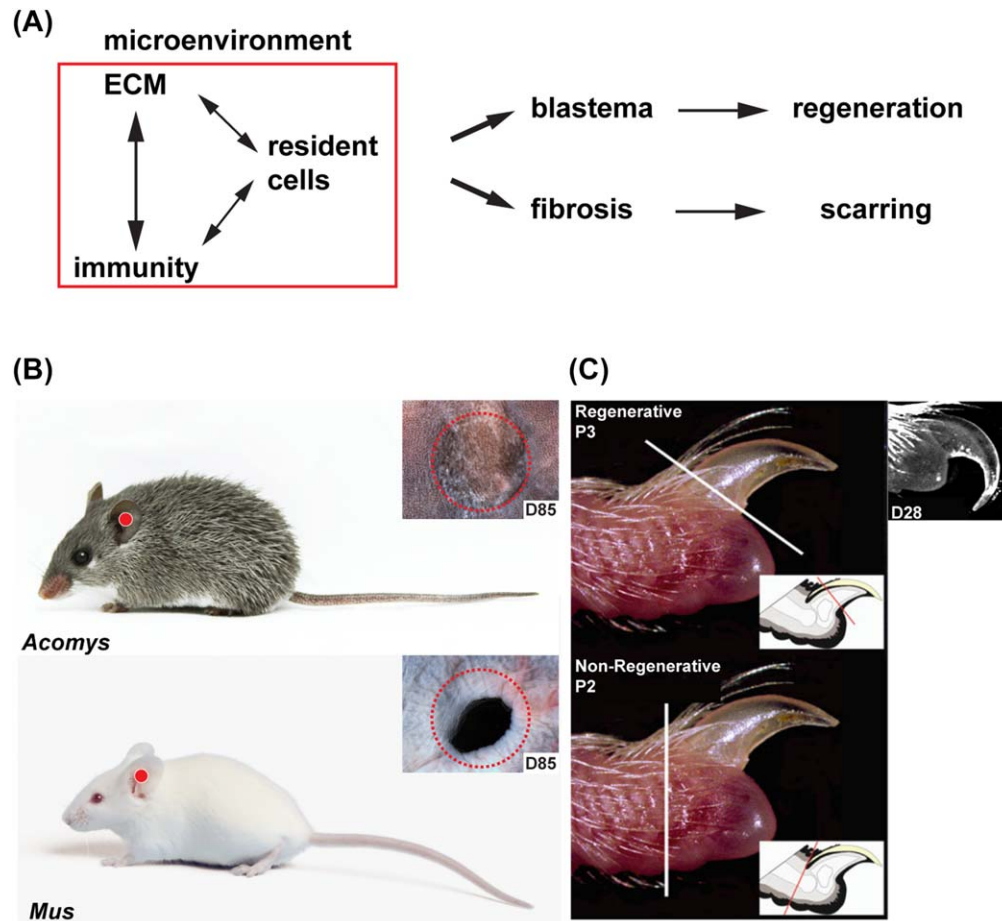 (A)
microenvironment
ECM
resident
cells
immunity
blastema
regeneration
fibrosis
scarring
(B)
D85
Acomys
D85
Mus
(C)
Regenerative
P3
D28
Non-Regenerative
P2